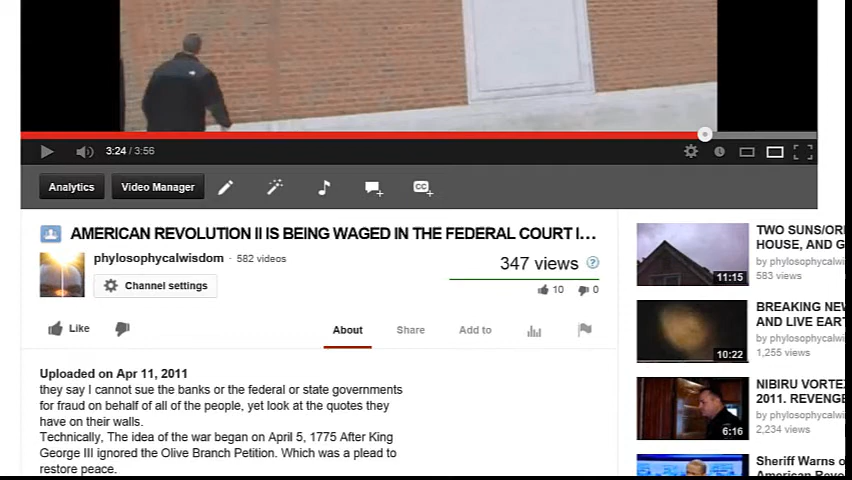 3:24 / 3:56
Analytics
Video Manager
CC
AMERICAN REVOLUTION II IS BEING WAGED IN THE FEDERAL COURT I...
phylosophycalwisdom · 582 videos
Channel settings
347 views
10 0
Like
About Share Add to
Uploaded on Apr 11, 2011
they say I cannot sue the banks or the federal or state governments
for fraud on behalf of all of the people, yet look at the quotes they
have on their walls.
Technically, The idea of the war began on April 5, 1775 After King
George III ignored the Olive Branch Petition. Which was a plead to
restore peace.
11:15
TWO SUNS/ORI
HOUSE, AND G
by phylosophycalwi
583 views
10:22
BREAKING NEV
AND LIVE EAR
by phylosophycalwi
1,255 views
6:16
NIBIRU VORTE
2011. REVENGE
by phylosophycalwi
2,234 views
Sheriff Warns o
American Revo